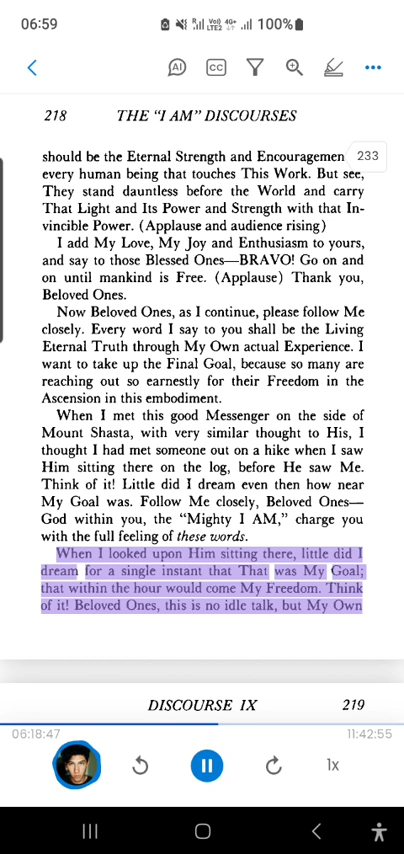 06:59
Vo) 4G+
LTE2
100%
AI
CC
218 THE “I AM” DISCOURSES
233
should be the Eternal Strength and Encouragemen
every human being that touches This Work. But see,
They stand dauntless before the World and carry
That Light and Its Power and Strength with that In-
vincible Power. (Applause and audience rising)
I add My Love, My Joy and Enthusiasm to yours,
and say to those Blessed Ones—BRAVO! Go on and
on until mankind is Free. (Applause) Thank you,
Beloved Ones.
Now Beloved Ones, as I continue, please follow Me
closely. Every word I say to you shall be the Living
Eternal Truth through My Own actual Experience. I
want to take up the Final Goal, because so many are
reaching out so earnestly for their Freedom in the
Ascension in this embodiment.
When I met this good Messenger on the side of
Mount Shasta, with very similar thought to His, I
thought I had met someone out on a hike when I saw
Him sitting there on the log, before He saw Me.
Think of it! Little did I dream even then how near
My Goal was. Follow Me closely, Beloved Ones—
God within you, the “Mighty I AM,” charge you
with the full feeling of these words.
When I looked upon Him sitting there, little did I
dream for a single instant that That was My Goal;
that within the hour would come My Freedom. Think
of it! Beloved Ones, this is no idle talk, but My Own
DISCOURSE IX 219
06:18:47 11:42:55
1x